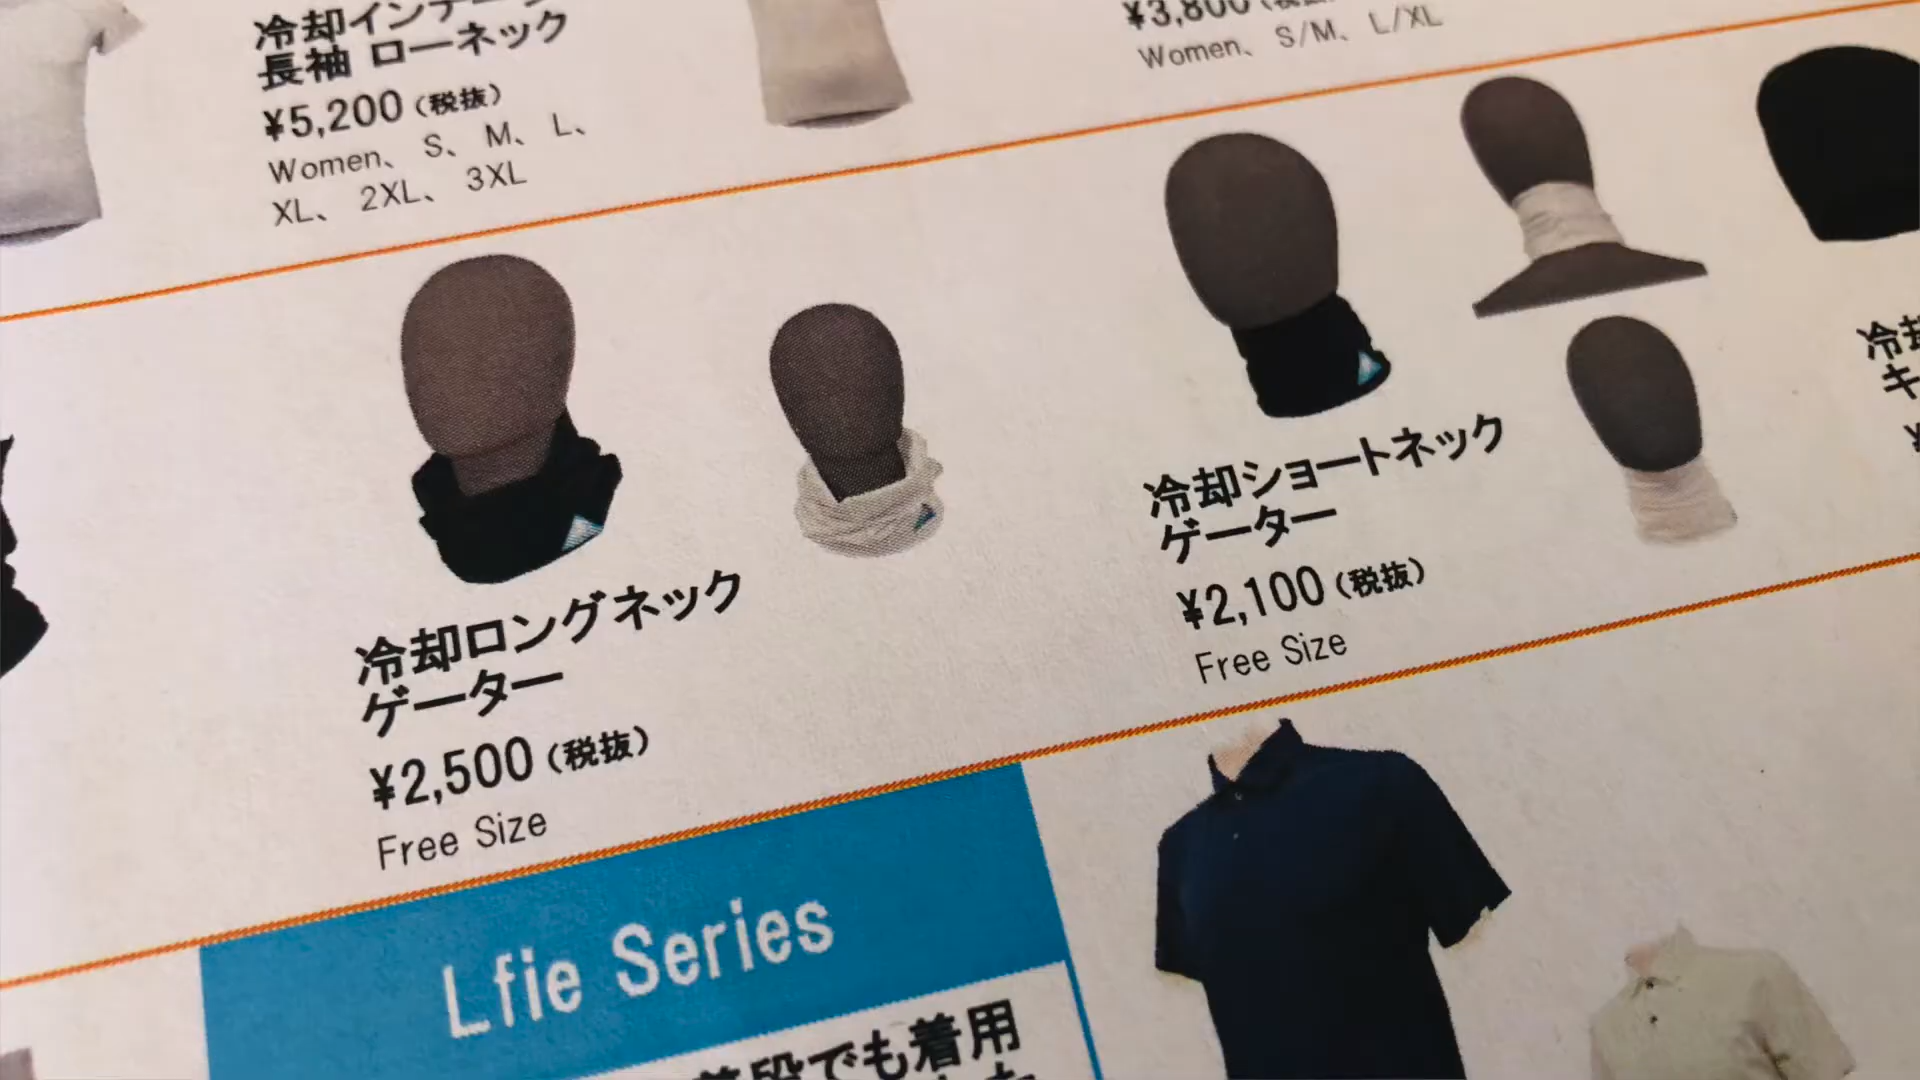 冷却インナー
長袖 ローネック
¥5,200（税抜）
Women、 S、 M、 L、
XL、 2XL、 3XL
¥3,800
Women、 S/M、 L/XL
冷却ロングネック
ゲーター
¥2,500（税抜）
Free Size
冷却ショートネック
ゲーター
¥2,100（税抜）
Free Size
冷却
キ
¥
Lfie Series
普段でも着用